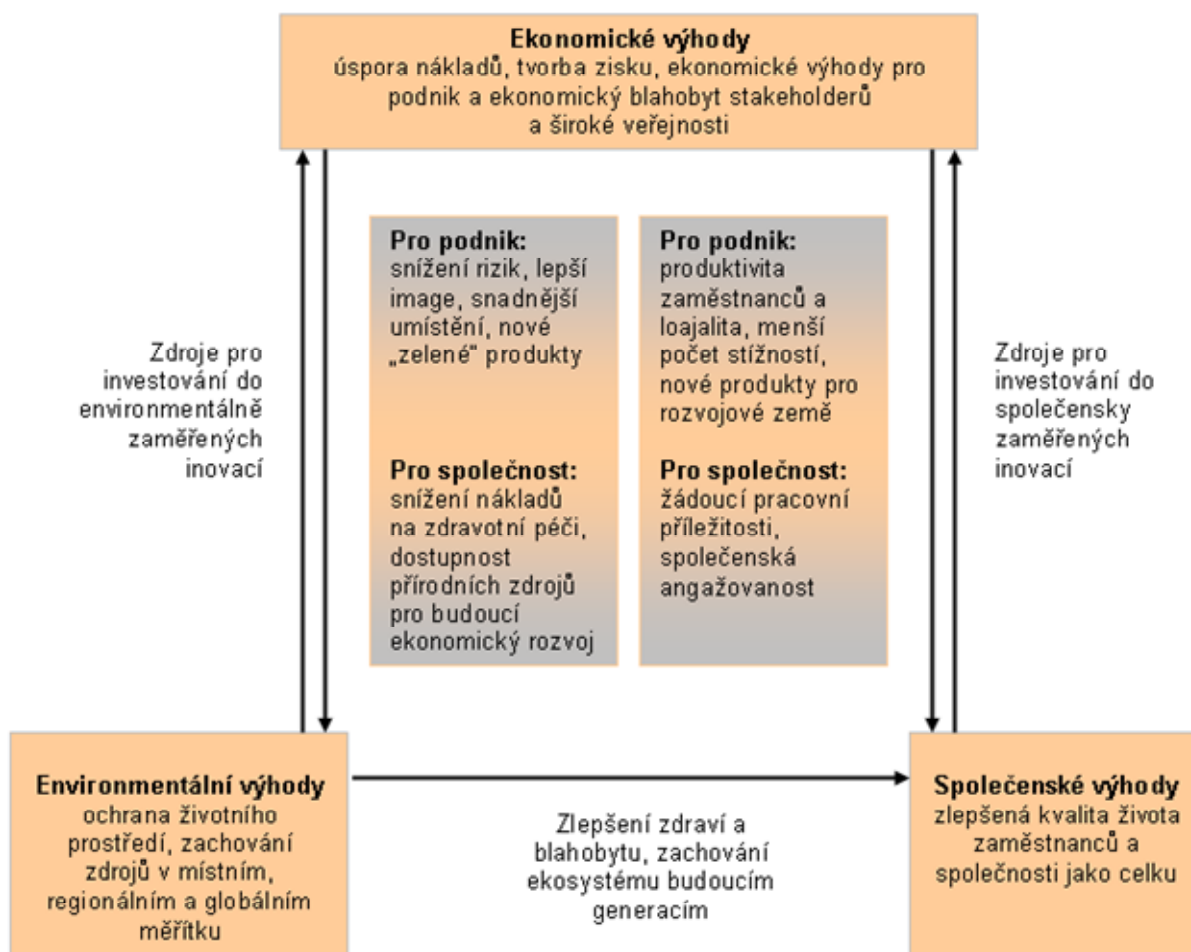 Ekonomické výhody
úspora nákladů, tvorba zisku, ekonomické výhody pro
podnik a ekonomický blahobyt stakeholderů
a široké veřejnosti
Zdroje pro
investování do
environmentálně
zaměřených
inovací
Pro podnik:
snížení rizik, lepší
image, snadnější
umístění, nové
„zelené“ produkty
Pro společnost:
snížení nákladů
na zdravotní péči,
dostupnost
přírodních zdrojů
pro budoucí
ekonomický rozvoj
Pro podnik:
produktivita
zaměstnanců a
loajalita, menší
počet stížností,
nové produkty pro
rozvojové země
Pro společnost:
žádoucí pracovní
příležitosti,
společenská
angažovanost
Zdroje pro
investování do
společensky
zaměřených
inovací
Environmentální výhody
ochrana životního
prostředí, zachování
zdrojů v místním,
regionálním a globálním
měřítku
Zlepšení zdraví a
blahobytu, zachování
ekosystému budoucím
generacím
Společenské výhody
zlepšená kvalita života
zaměstnanců a
společnosti jako celku